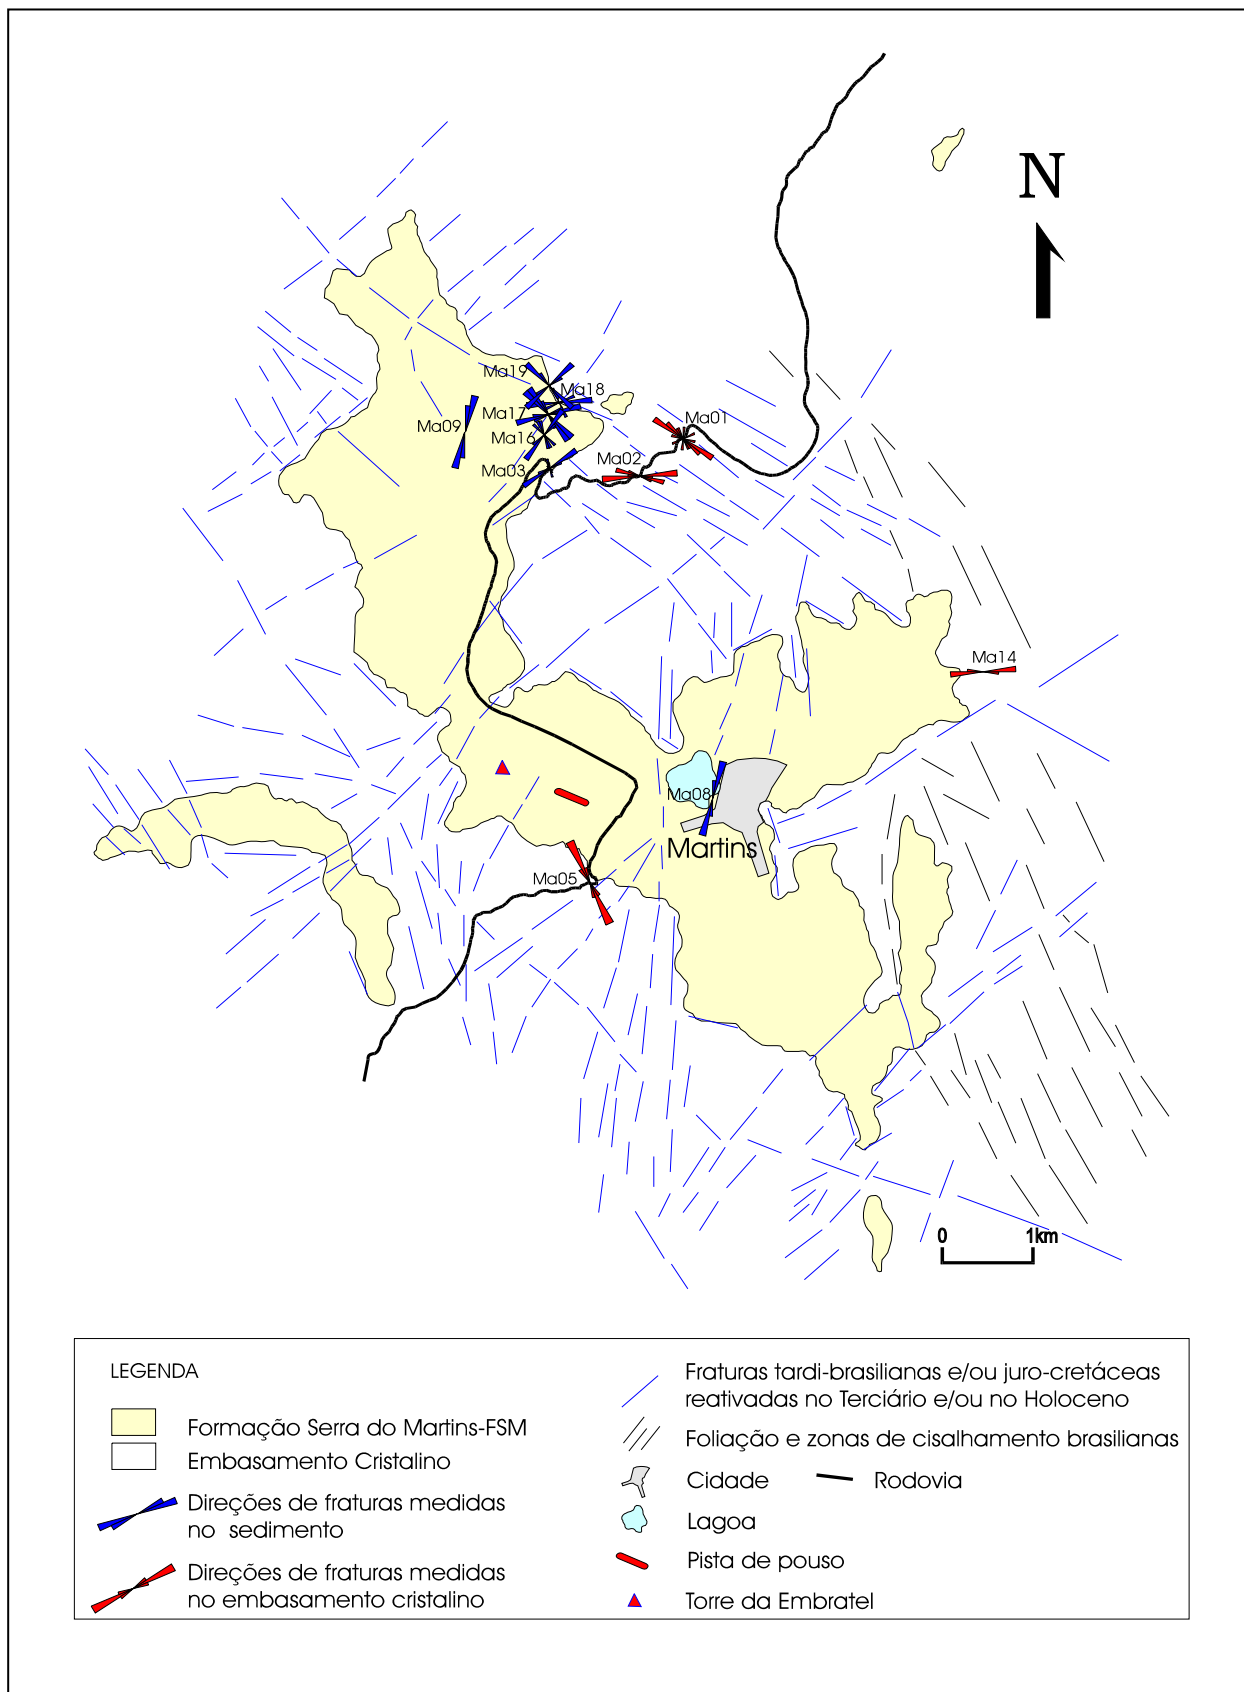 N
Ma19
Ma18
Ma17
Ma09
Ma16
Ma01
Ma02
Ma03
Ma14
Ma08
Martins
Ma05
0 1km
LEGENDA
Formação Serra do Martins-FSM
Embasamento Cristalino
Direções de fraturas medidas
no sedimento
Direções de fraturas medidas
no embasamento cristalino
Fraturas tardi-brasilianas e/ou juro-cretáceas
reativadas no Terciário e/ou no Holoceno
Foliação e zonas de cisalhamento brasilianas
Cidade
Rodovia
Lagoa
Pista de pouso
Torre da Embratel